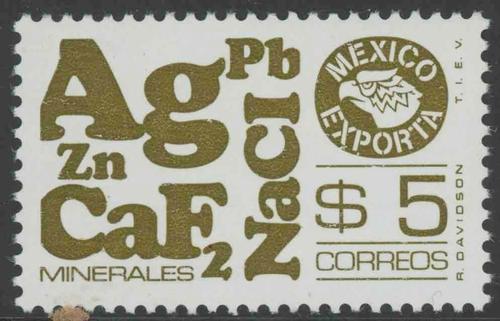 Ag
Pb
Zn
CaF2
NaCl
MINERALES
MEXICO
EXPORTA
$ 5
CORREOS
R. DAVIDSON T.I.E.V.